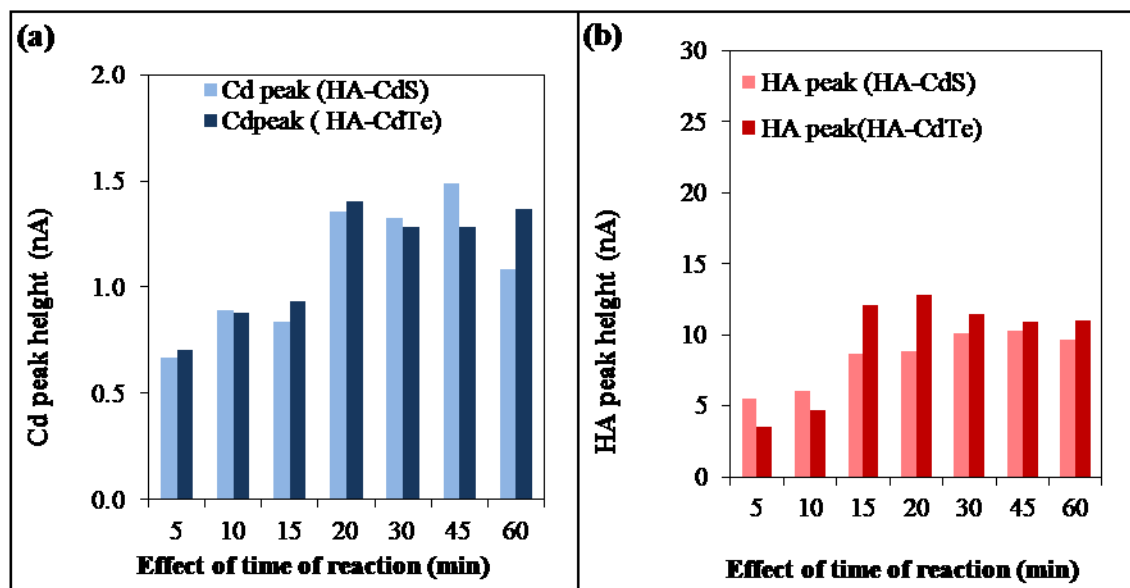 (a)
2.0
1.5
1.0
0.5
0.0
Cd peak height (nA)
Cd peak (HA-CdS)
Cdpeak ( HA-CdTe)
5 10 15 20 30 45 60
Effect of time of reaction (min)
(b)
30
25
20
15
10
5
0
HA peak height (nA)
HA peak (HA-CdS)
HA peak(HA-CdTe)
5 10 15 20 30 45 60
Effect of time of reaction (min)